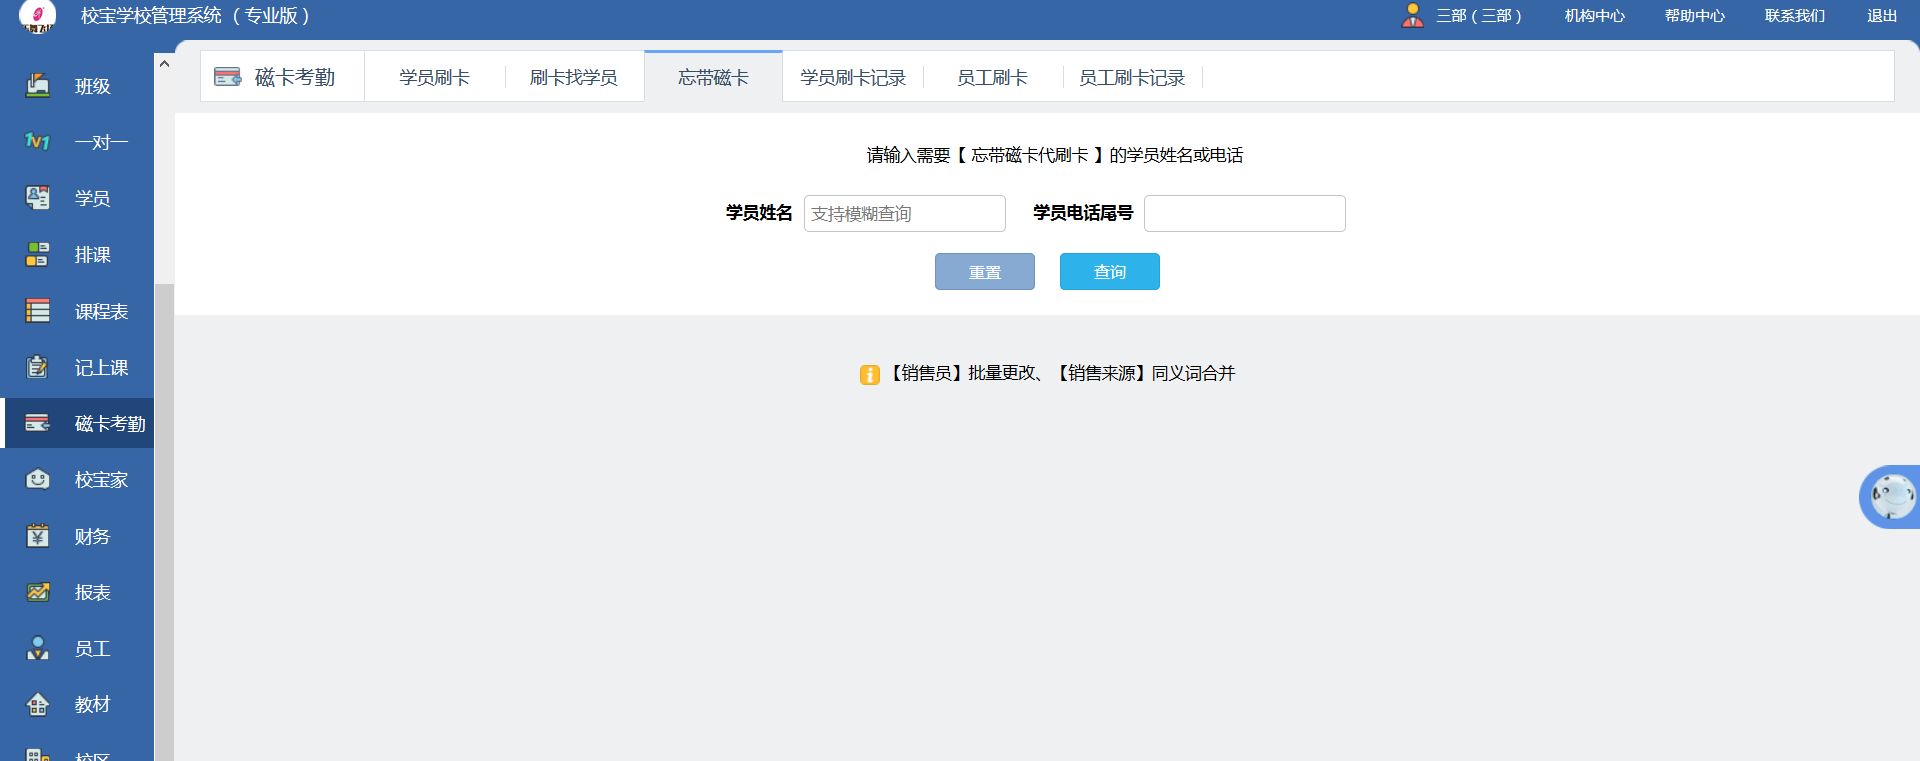 校宝学校管理系统 （专业版）
三部（三部） 机构中心 帮助中心 联系我们 退出
班级
一对一
学员
排课
课程表
记上课
磁卡考勤
校宝家
财务
报表
员工
教材
校区
磁卡考勤 学员刷卡 刷卡找学员 忘带磁卡 学员刷卡记录 员工刷卡 员工刷卡记录
请输入需要【 忘带磁卡代刷卡 】的学员姓名或电话
学员姓名 支持模糊查询 学员电话尾号
重置 查询
【销售员】批量更改、【销售来源】同义词合并